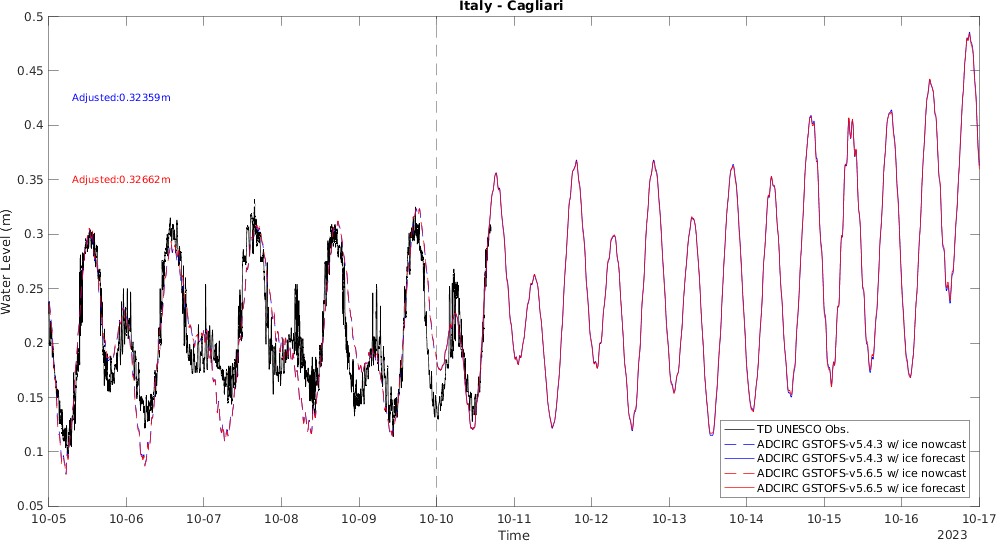 Italy - Cagliari
0.5
0.45
0.4
0.35
0.3
0.25
0.2
0.15
0.1
0.05
Water Level (m)
Adjusted:0.32359m
Adjusted:0.32662m
TD UNESCO Obs.
ADCIRC GSTOFS-v5.4.3 w/ ice nowcast
ADCIRC GSTOFS-v5.4.3 w/ ice forecast
ADCIRC GSTOFS-v5.6.5 w/ ice nowcast
ADCIRC GSTOFS-v5.6.5 w/ ice forecast
10-05 10-06 10-07 10-08 10-09 10-10 10-11 10-12 10-13 10-14 10-15 10-16 10-17
Time
2023